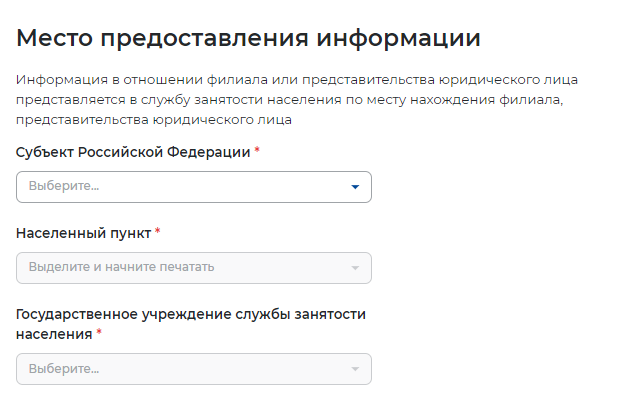 Место предоставления информации
Информация в отношении филиала или представительства юридического лица
представляется в службу занятости населения по месту нахождения филиала,
представительства юридического лица
Субъект Российской Федерации *
Выберите...
Населенный пункт *
Выделите и начните печатать
Государственное учреждение службы занятости
населения *
Выберите...